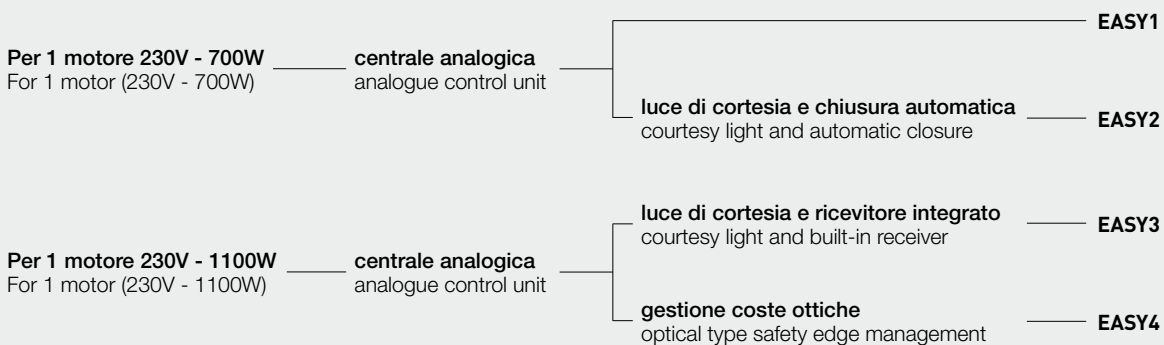 EASY1
Per 1 motore 230V - 700W
For 1 motor (230V - 700W)
centrale analogica
analogue control unit
luce di cortesia e chiusura automatica
courtesy light and automatic closure
EASY2
Per 1 motore 230V - 1100W
For 1 motor (230V - 1100W)
centrale analogica
analogue control unit
luce di cortesia e ricevitore integrato
courtesy light and built-in receiver
EASY3
gestione coste ottiche
optical type safety edge management
EASY4